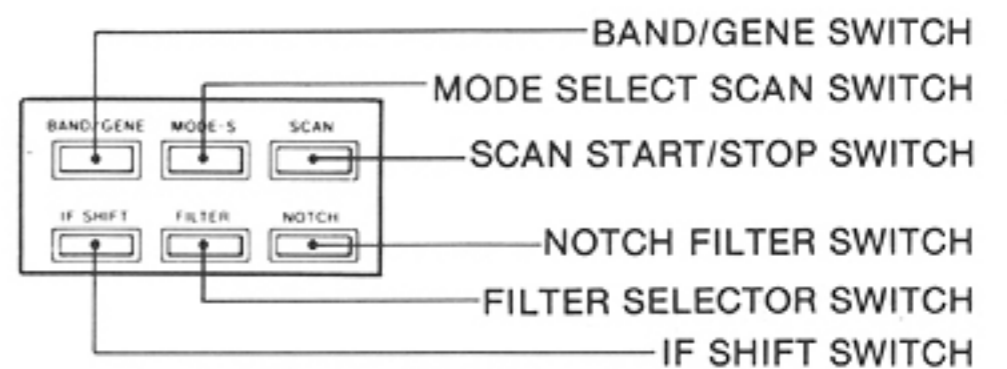 BAND/GENE SWITCH
MODE SELECT SCAN SWITCH
BAND/GENE MODE-S SCAN
SCAN START/STOP SWITCH
IF SHIFT FILTER NOTCH
NOTCH FILTER SWITCH
FILTER SELECTOR SWITCH
IF SHIFT SWITCH